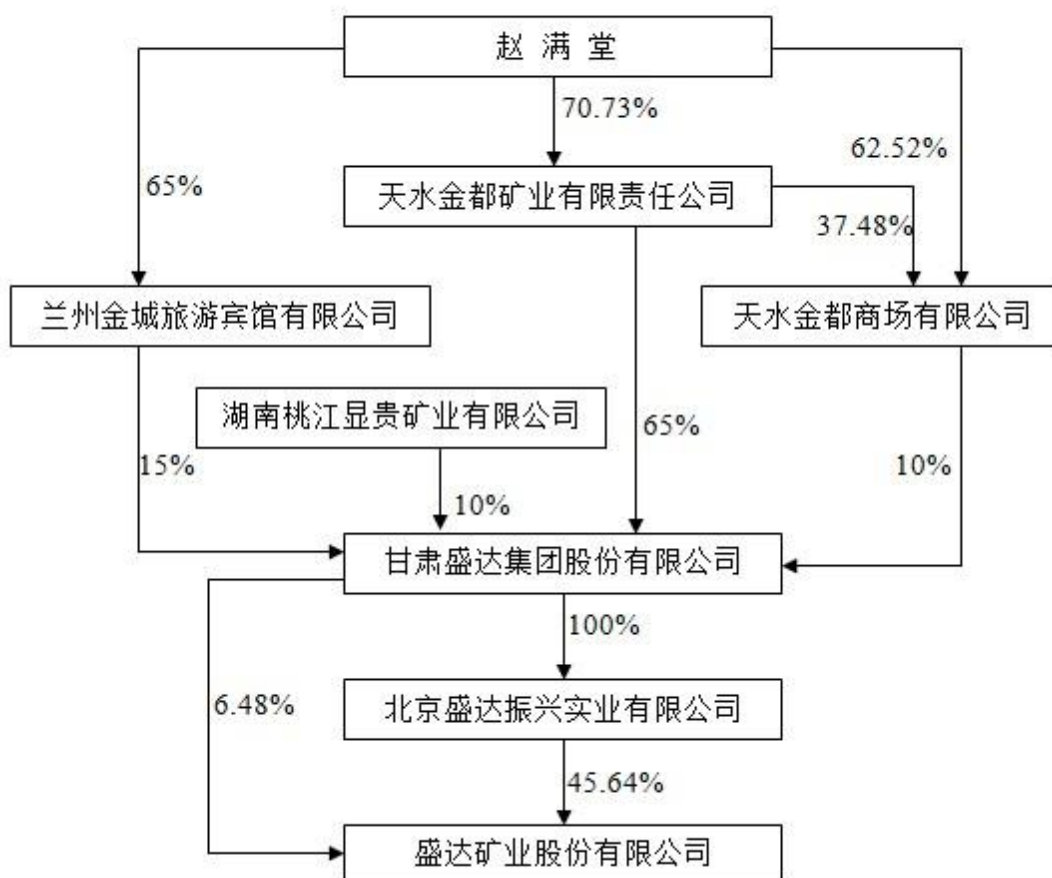 赵 满 堂
70.73%
62.52%
65%
天水金都矿业有限责任公司
37.48%
兰州金城旅游宾馆有限公司
天水金都商场有限公司
湖南桃江显贵矿业有限公司
65%
15%
10%
10%
甘肃盛达集团股份有限公司
100%
6.48%
北京盛达振兴实业有限公司
45.64%
盛达矿业股份有限公司